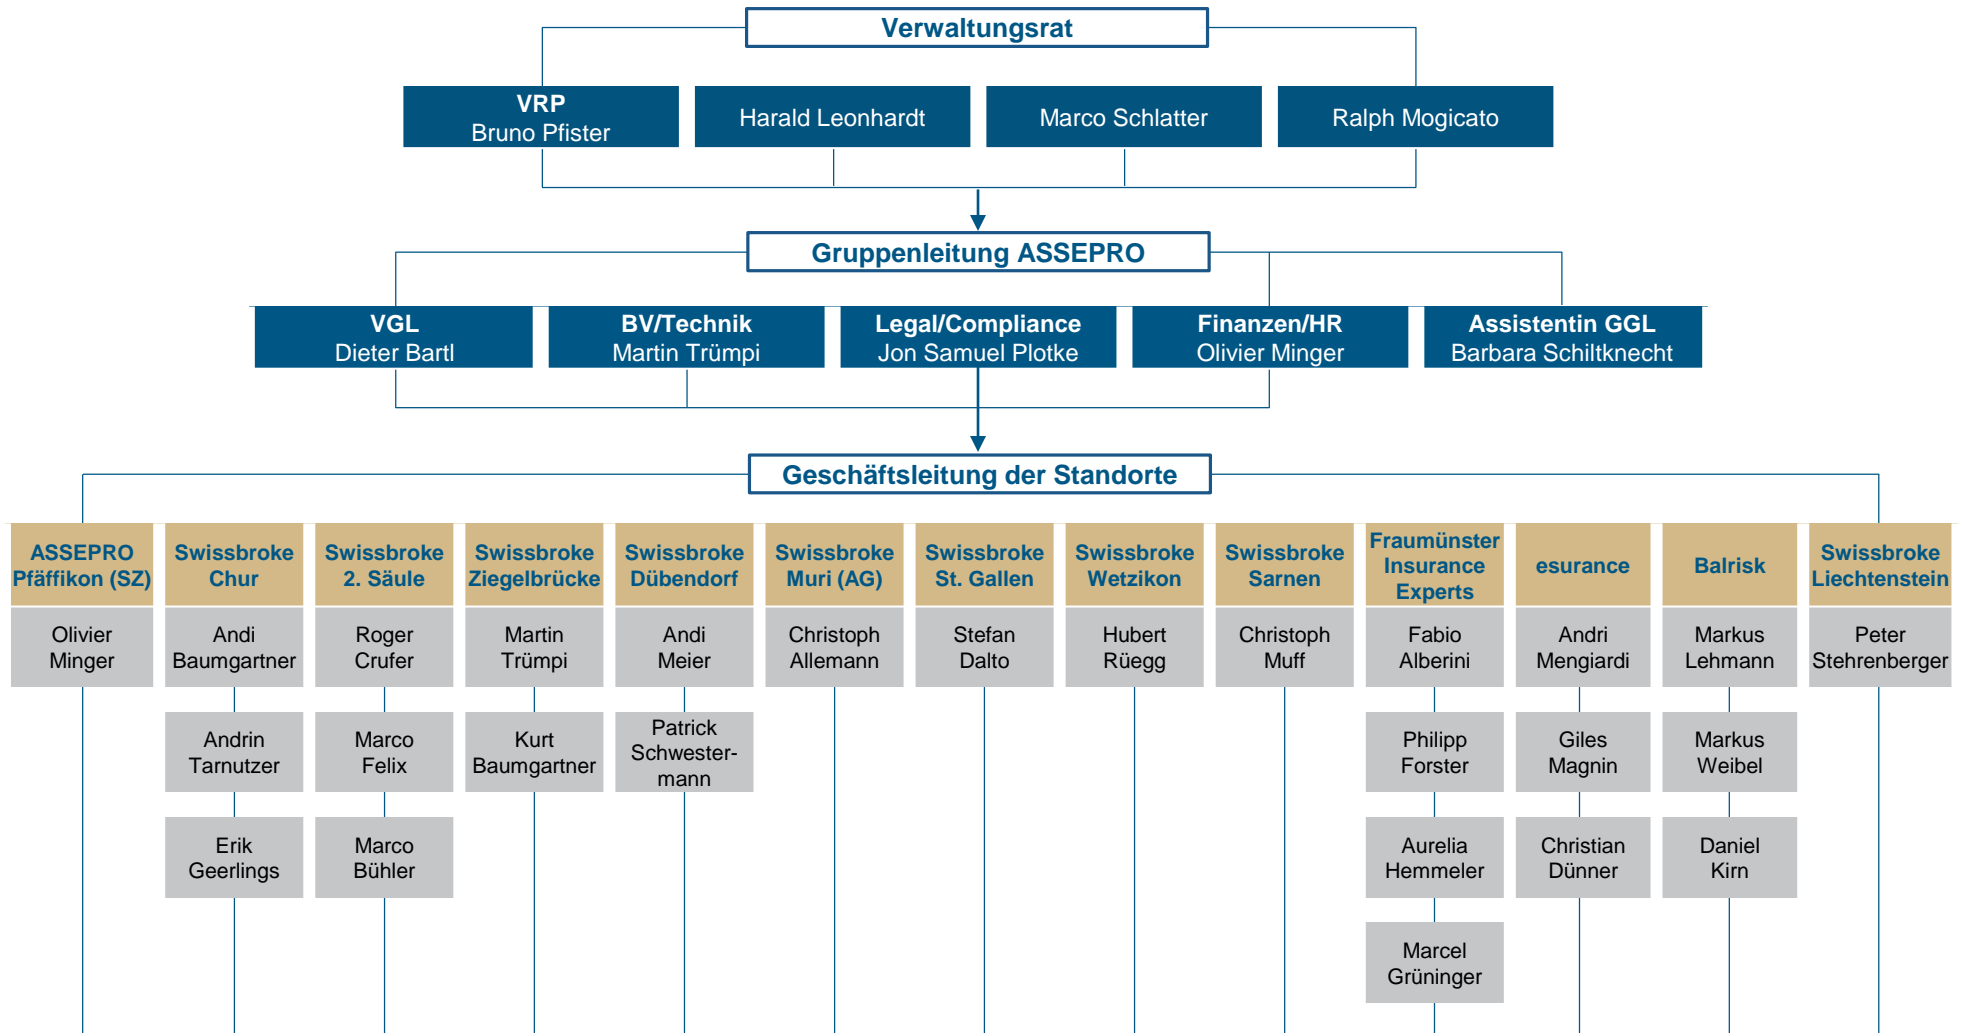 Verwaltungsrat
VRP
Bruno Pfister
Harald Leonhardt
Marco Schlatter
Ralph Mogicato
Gruppenleitung ASSEPRO
VGL
Dieter Bartl
BV/Technik
Martin Trümpi
Legal/Compliance
Jon Samuel Plotke
Finanzen/HR
Olivier Minger
Assistentin GGL
Barbara Schiltknecht
Geschäftsleitung der Standorte
ASSEPRO
Pfäffikon (SZ)
Swissbroke
Chur
Swissbroke
2. Säule
Swissbroke
Ziegelbrücke
Swissbroke
Dübendorf
Swissbroke
Muri (AG)
Swissbroke
St. Gallen
Swissbroke
Wetzikon
Swissbroke
Sarnen
Fraumünster
Insurance
Experts
esurance
Balrisk
Swissbroke
Liechtenstein
Olivier
Minger
Andi
Baumgartner
Roger
Crufer
Martin
Trümpi
Andi
Meier
Christoph
Allemann
Stefan
Dalto
Hubert
Rüegg
Christoph
Muff
Fabio
Alberini
Andri
Mengiardi
Markus
Lehmann
Peter
Stehrenberger
Andrin
Tarnutzer
Marco
Felix
Kurt
Baumgartner
Patrick
Schwester-
mann
Philipp
Forster
Giles
Magnin
Markus
Weibel
Erik
Geerlings
Marco
Bühler
Aurelia
Hemmeler
Christian
Dünner
Daniel
Kirn
Marcel
Grüninger